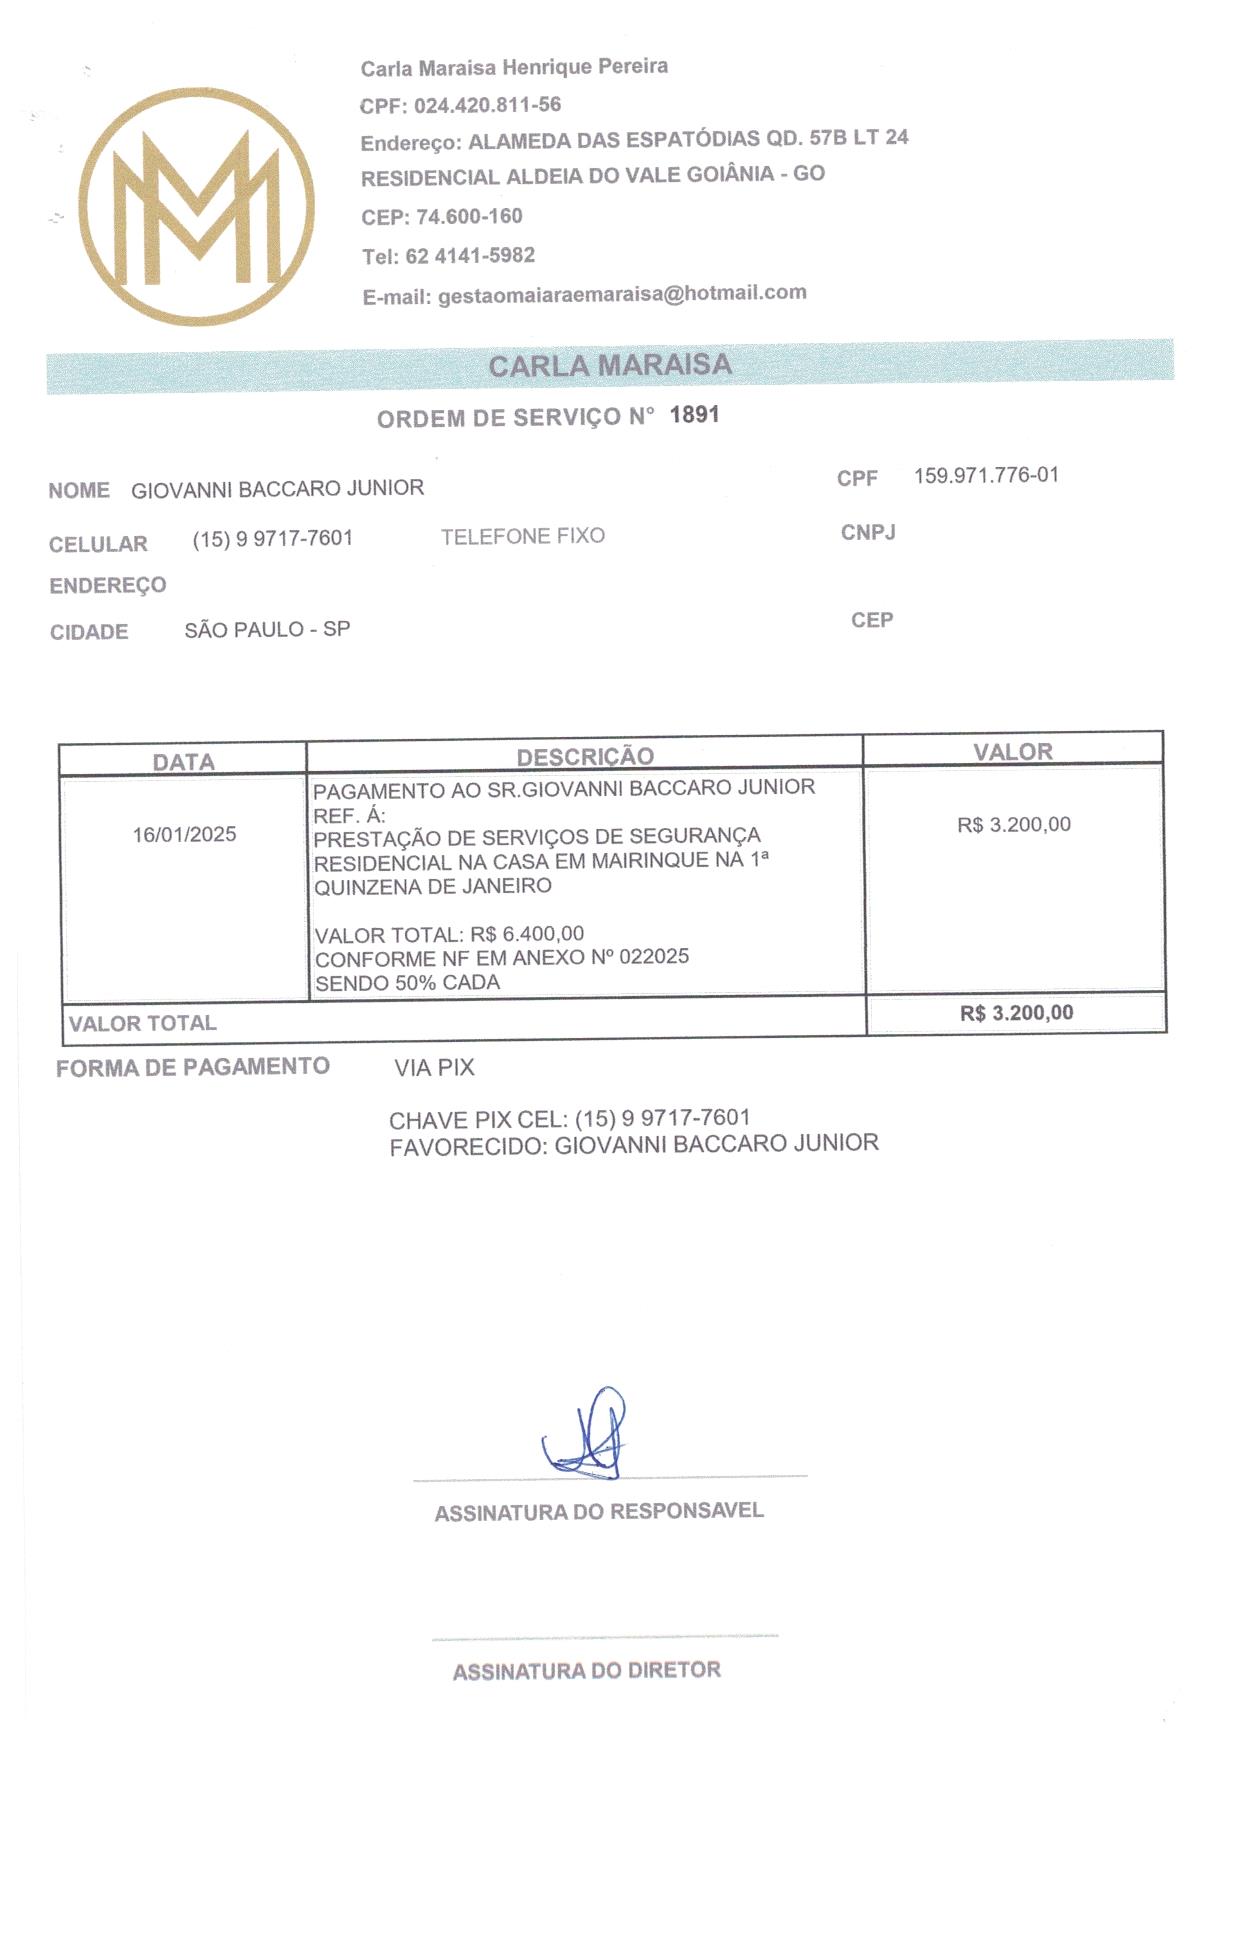 Carla Maraisa Henrique Pereira
CPF: 024.420.811-56
Endereço: ALAMEDA DAS ESPATÓDIAS QD. 57B LT 24
RESIDENCIAL ALDEIA DO VALE GOIÂNIA - GO
CEP: 74.600-160
Tel: 62 4141-5982
E-mail: gestaomaiaraemaraisa@hotmail.com
CARLA MARAISA
ORDEM DE SERVIÇO N° 1891
NOME GIOVANNI BACCARO JUNIOR CPF 159.971.776-01
CELULAR (15) 9 9717-7601 TELEFONE FIXO CNPJ
ENDEREÇO
CIDADE SÃO PAULO - SP CEP
DATA DESCRIÇÃO VALOR
PAGAMENTO AO SR.GIOVANNI BACCARO JUNIOR
REF. Á:
16/01/2025 PRESTAÇÃO DE SERVIÇOS DE SEGURANÇA R$ 3.200,00
RESIDENCIAL NA CASA EM MAIRINQUE NA 1ª
QUINZENA DE JANEIRO
VALOR TOTAL: R$ 6.400,00
CONFORME NF EM ANEXO Nº 022025
SENDO 50% CADA
VALOR TOTAL R$ 3.200,00
FORMA DE PAGAMENTO VIA PIX
CHAVE PIX CEL: (15) 9 9717-7601
FAVORECIDO: GIOVANNI BACCARO JUNIOR
ASSINATURA DO RESPONSAVEL
ASSINATURA DO DIRETOR